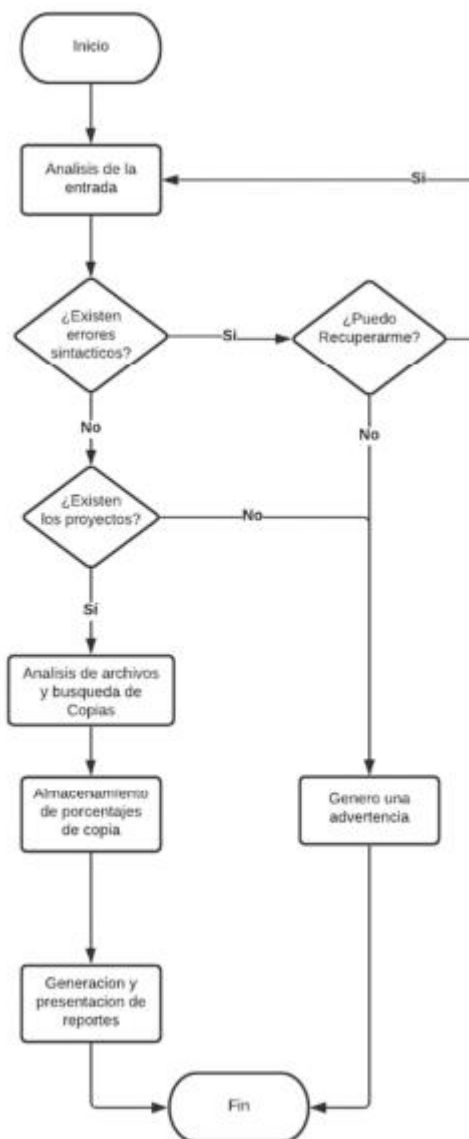 Inicio
Analisis de la
entrada
Si
¿Existen
errores
sintacticos?
Si
¿Puedo
Recuperarme?
No
No
¿Existen
los proyectos?
No
Sí
Analisis de archivos
y busqueda de
Copias
Almacenamiento
de porcentajes
de copia
Genero una
advertencia
Generacion y
presentacion de
reportes
Fin